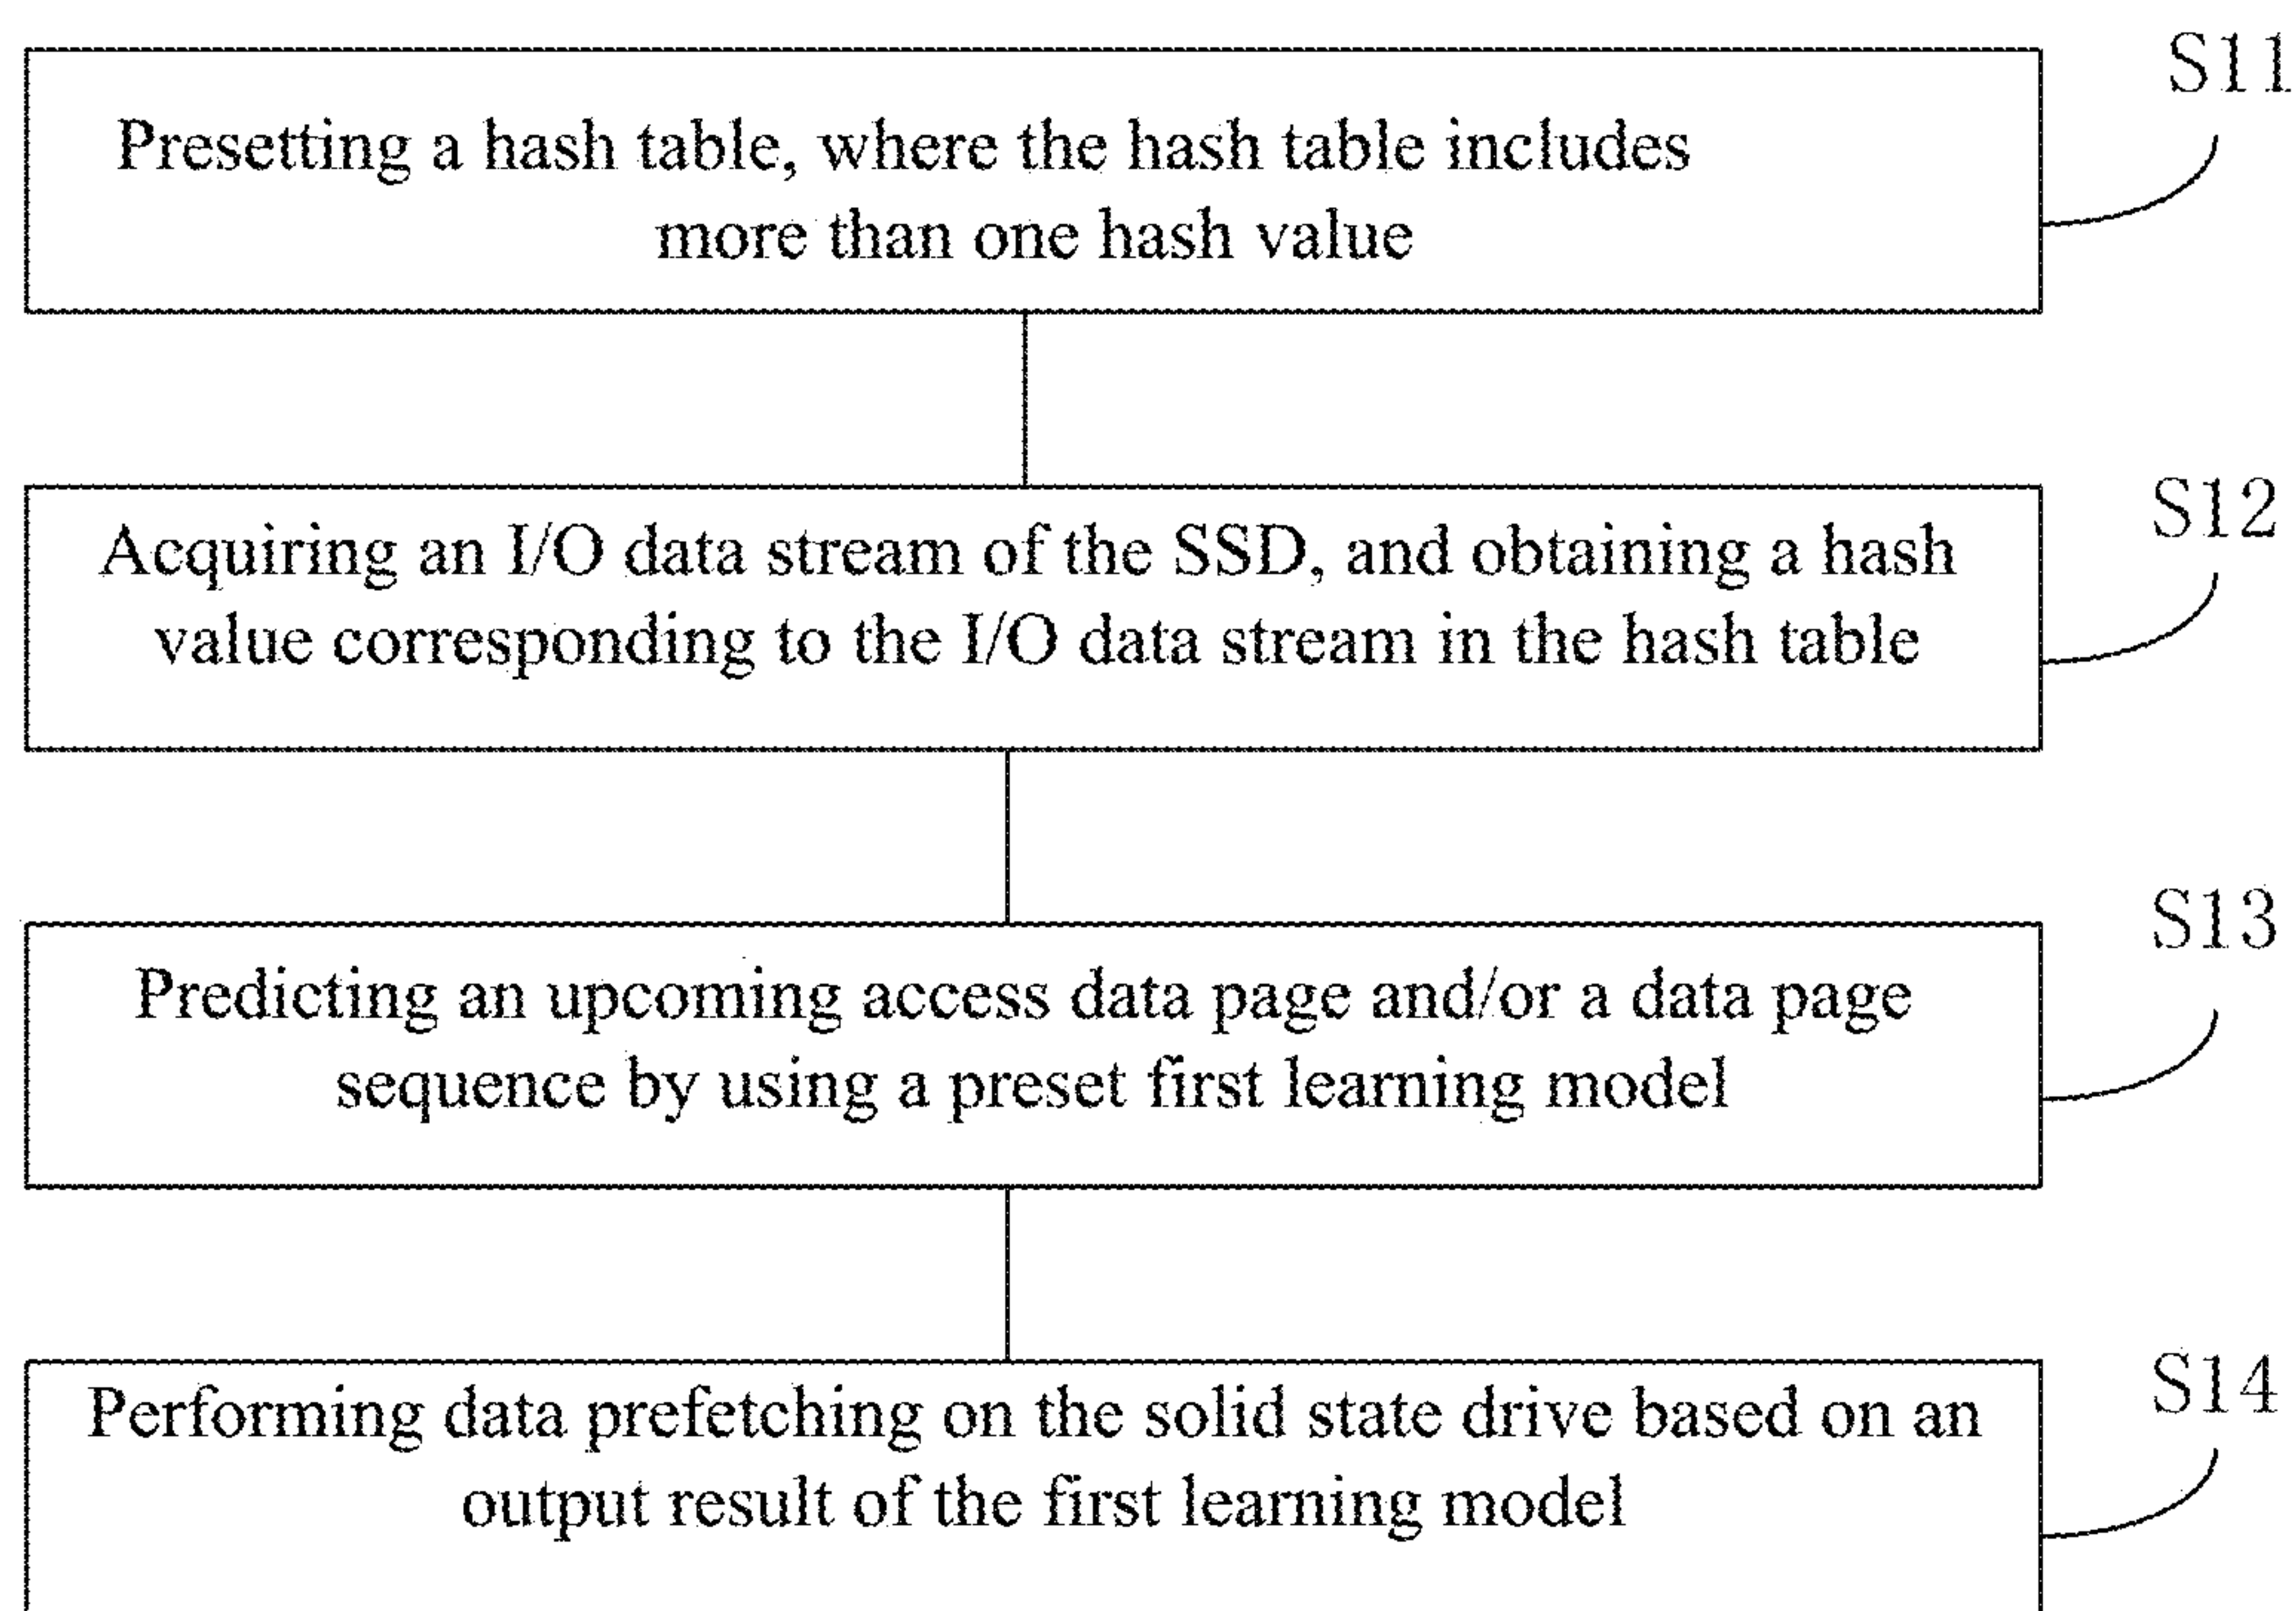 S11
Presetting a hash table, where the hash table includes
more than one hash value
S12
Acquiring an I/O data stream of the SSD, and obtaining a hash
value corresponding to the I/O data stream in the hash table
S13
Predicting an upcoming access data page and/or a data page
sequence by using a preset first learning model
S14
Performing data prefetching on the solid state drive based on an
output result of the first learning model